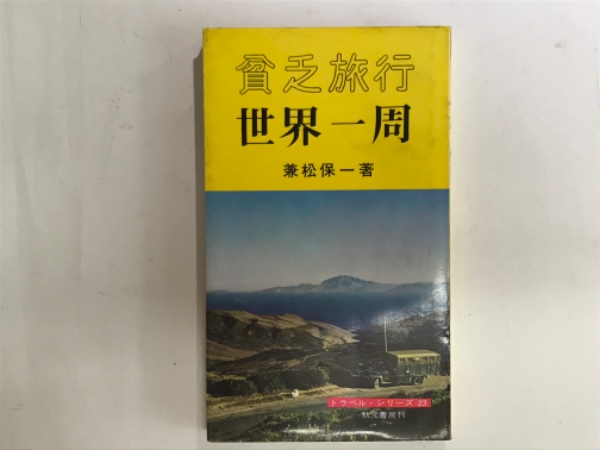 貧乏旅行
世界一周
兼松保一著
トラベル・シリーズ 23
秋元書房刊